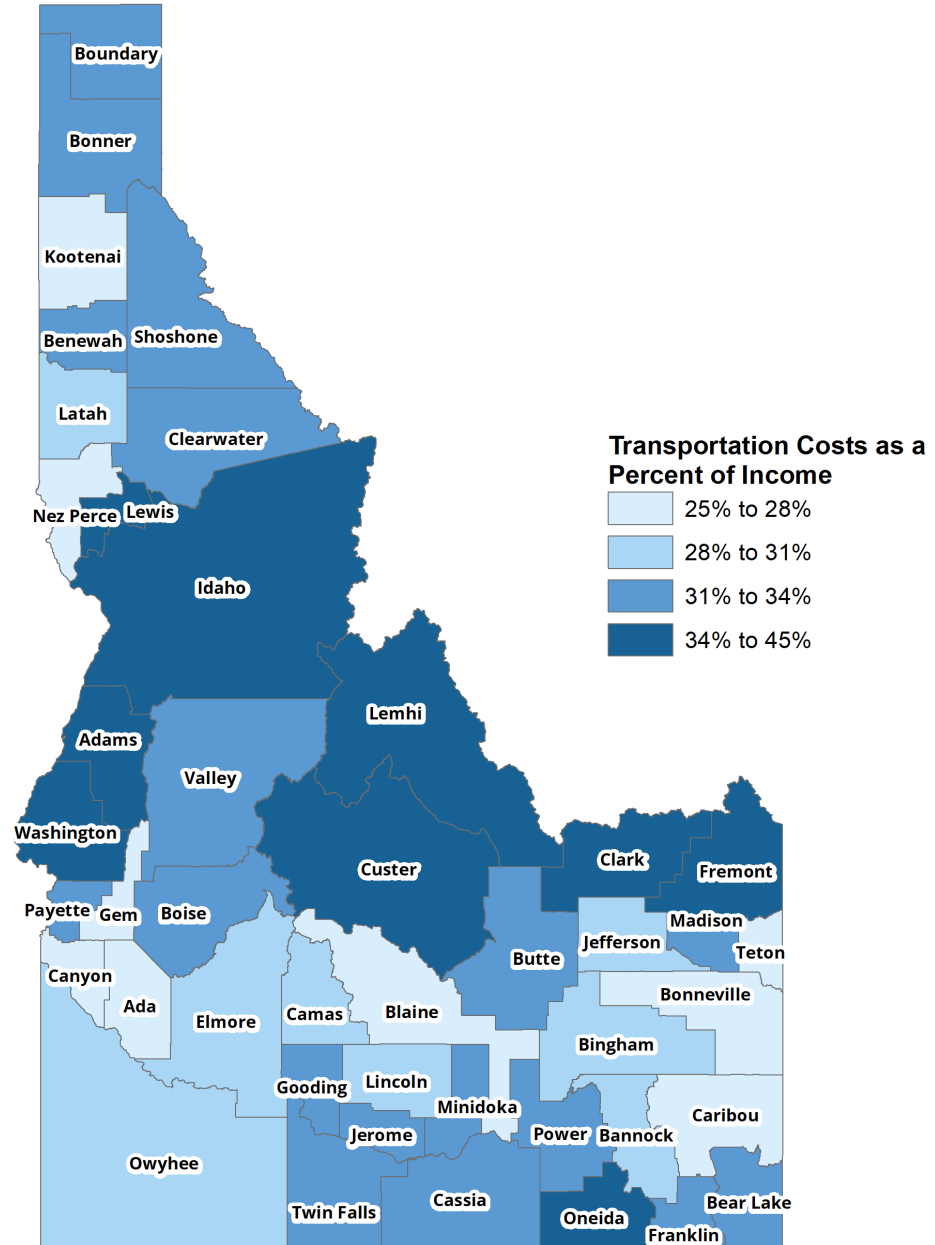 Boundary
Bonner
Kootenai
Benewah
Shoshone
Latah
Clearwater
Transportation Costs as a
Percent of Income
25% to 28%
28% to 31%
31% to 34%
34% to 45%
Nez Perce
Lewis
Idaho
Lemhi
Adams
Valley
Washington
Custer
Clark
Fremont
Payette
Gem
Boise
Madison
Jefferson
Teton
Butte
Canyon
Ada
Bonneville
Elmore
Camas
Blaine
Bingham
Gooding
Lincoln
Minidoka
Caribou
Jerome
Power
Bannock
Owyhee
Cassia
Bear Lake
Twin Falls
Oneida
Franklin